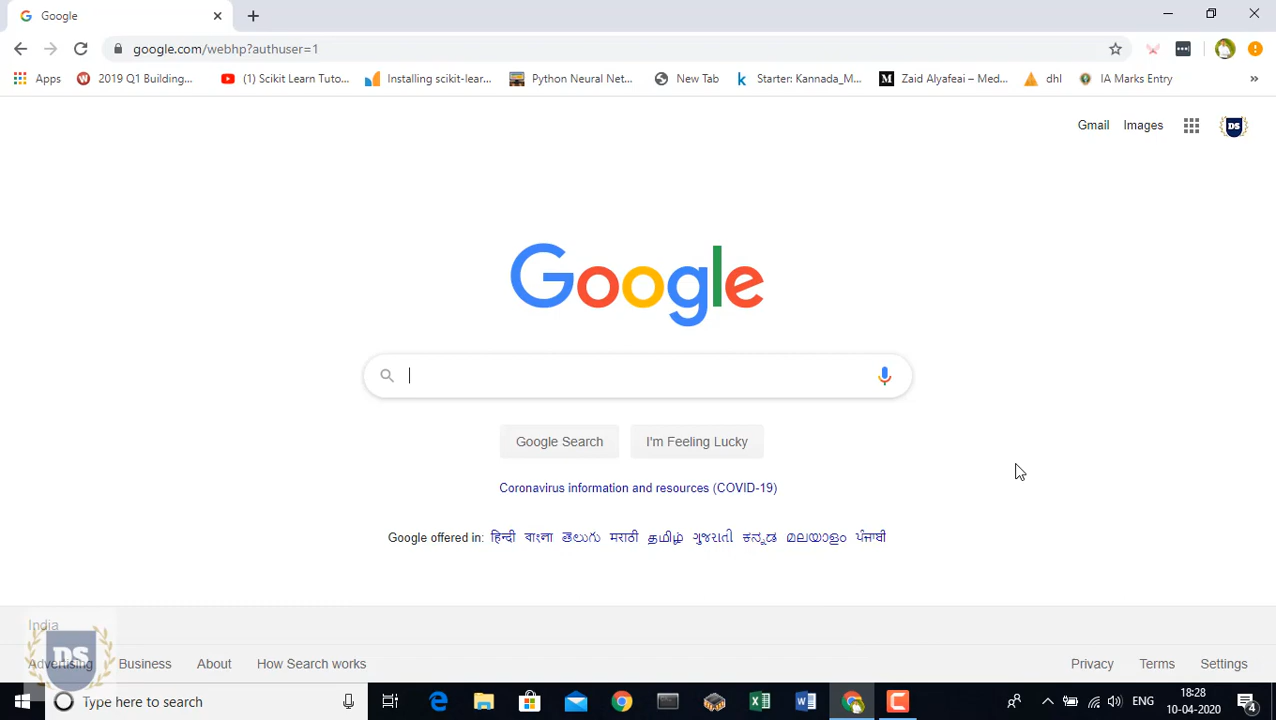 Google
google.com/webhp?authuser=1
Apps 2019 Q1 Building... (1) Scikit Learn Tuto... Installing scikit-lear... Python Neural Net... New Tab Starter: Kannada_M... Zaid Alyafeai – Med... dhl IA Marks Entry »
Gmail Images DS
Google
Google Search I'm Feeling Lucky
Coronavirus information and resources (COVID-19)
Google offered in: हिन्दी বাংলা తెలుగు मराठी தமிழ் ગુજરાતી ಕನ್ನಡ മലയാളം ਪੰਜਾਬੀ
India
DS
Advertising Business About How Search works Privacy Terms Settings
Type here to search ENG 18:28
10-04-2020 4